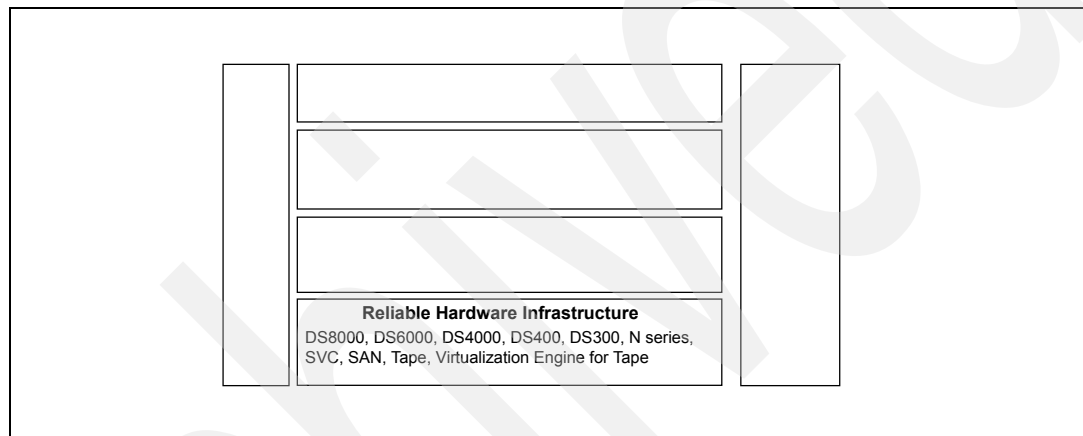 Reliable Hardware Infrastructure
DS8000, DS6000, DS4000, DS400, DS300, N series,
SVC, SAN, Tape, Virtualization Engine for Tape